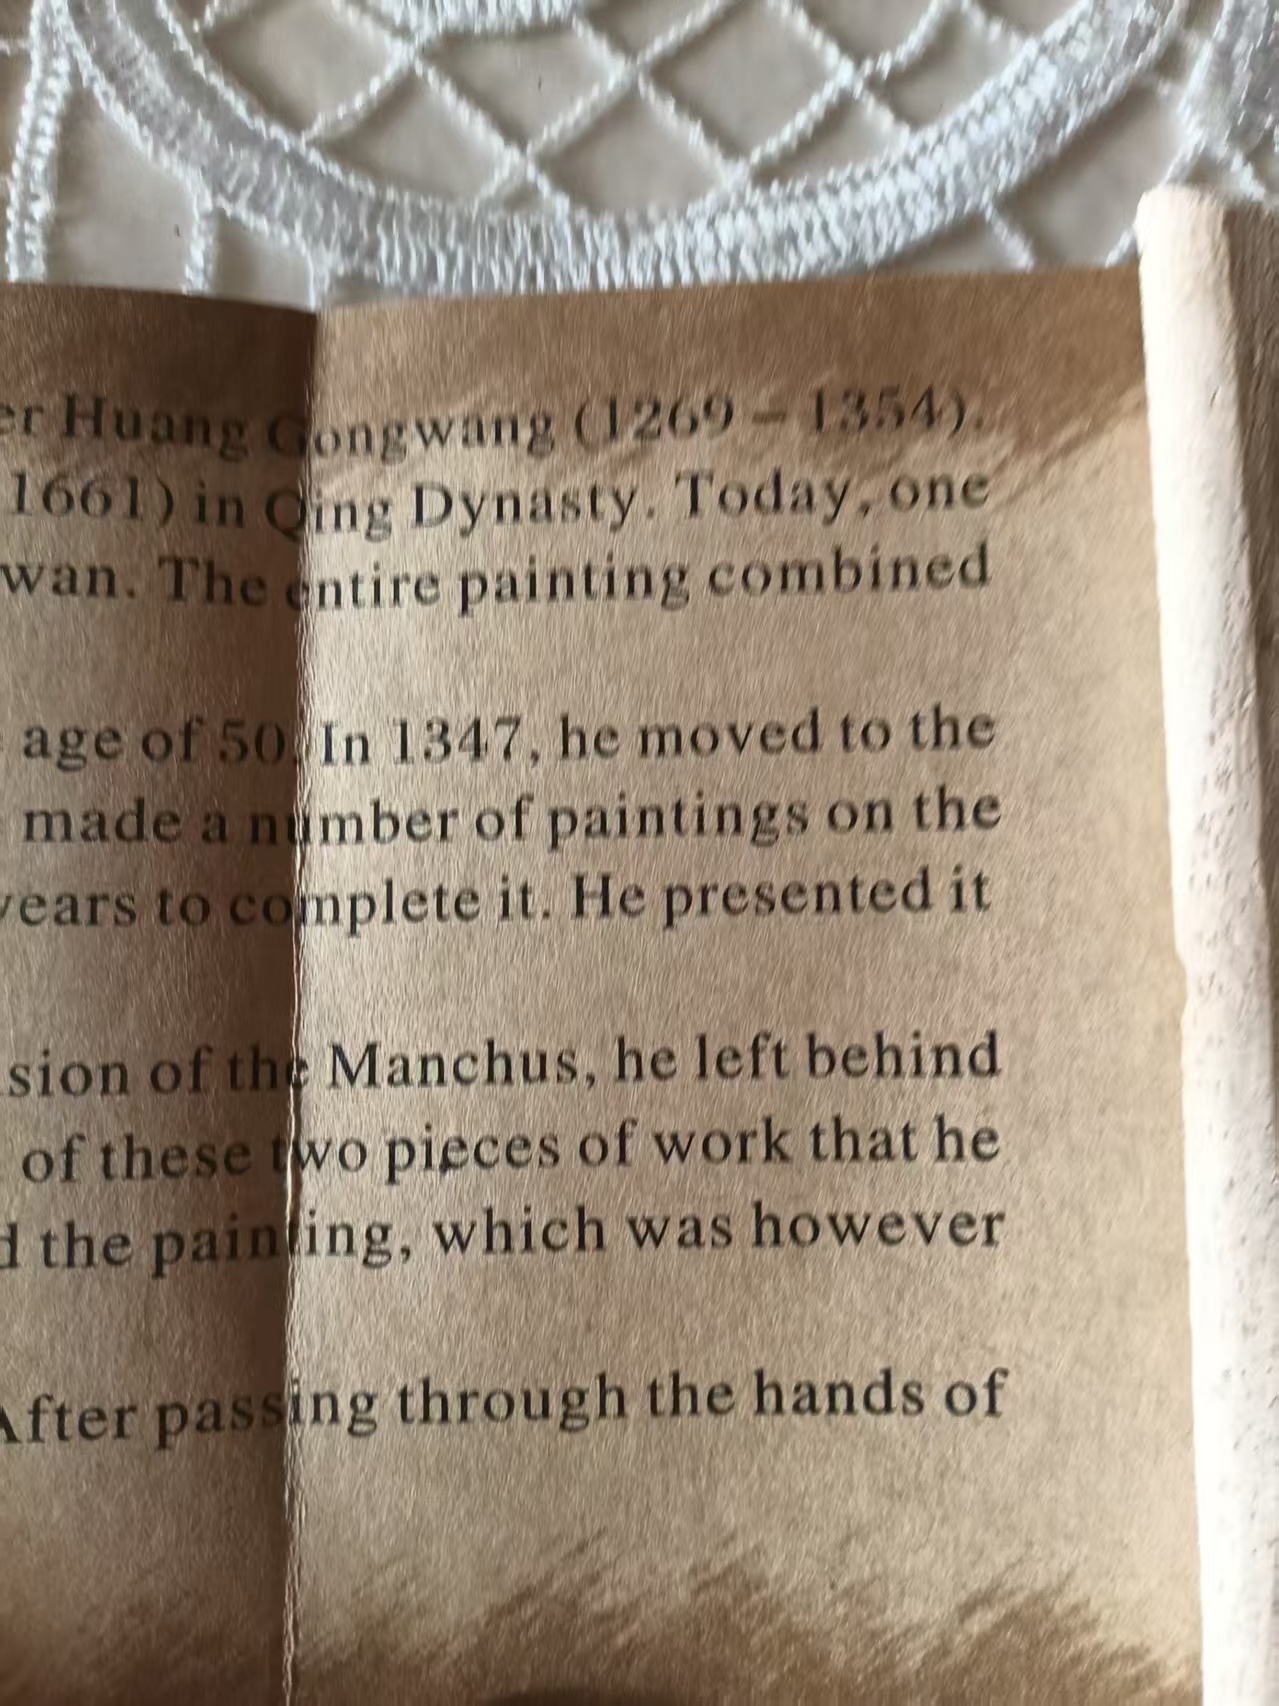 er Huang Gongwang (1269 – 1354).
1661) in Qing Dynasty. Today, one
wan. The entire painting combined
age of 50. In 1347, he moved to the
made a number of paintings on the
years to complete it. He presented it
sion of the Manchus, he left behind
of these two pieces of work that he
d the painting, which was however
After passing through the hands of